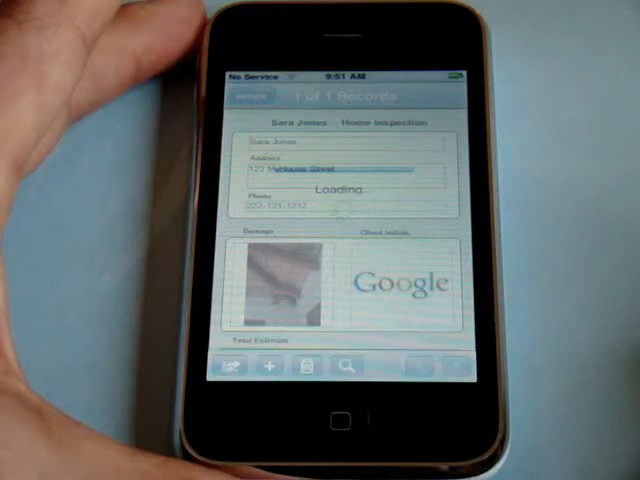 No Service 9:51 AM
1 of 1 Records
Sara Jones Home Inspection
Sara Jones
Address
123 McHouse Street
Loading..
Phone
222-121-1212
Damage Client Initials
Google
Total Estimate